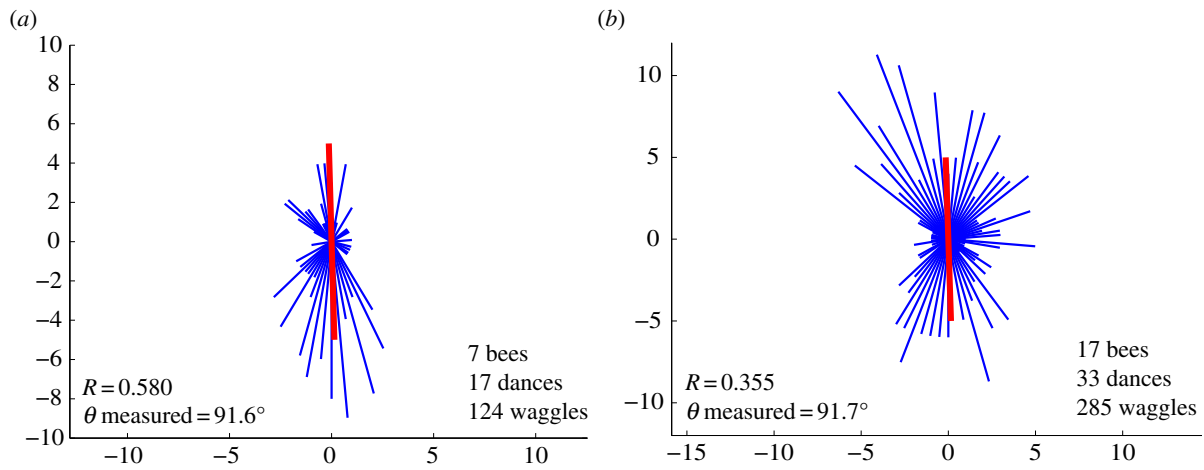 (a)
10
8
6
4
2
0
−2
−4
−6
−8
−10
−10 −5 0 5 10
R = 0.580
θ measured = 91.6°
7 bees
17 dances
124 waggles
(b)
10
5
0
−5
−10
−15 −10 −5 0 5 10
R = 0.355
θ measured = 91.7°
17 bees
33 dances
285 waggles